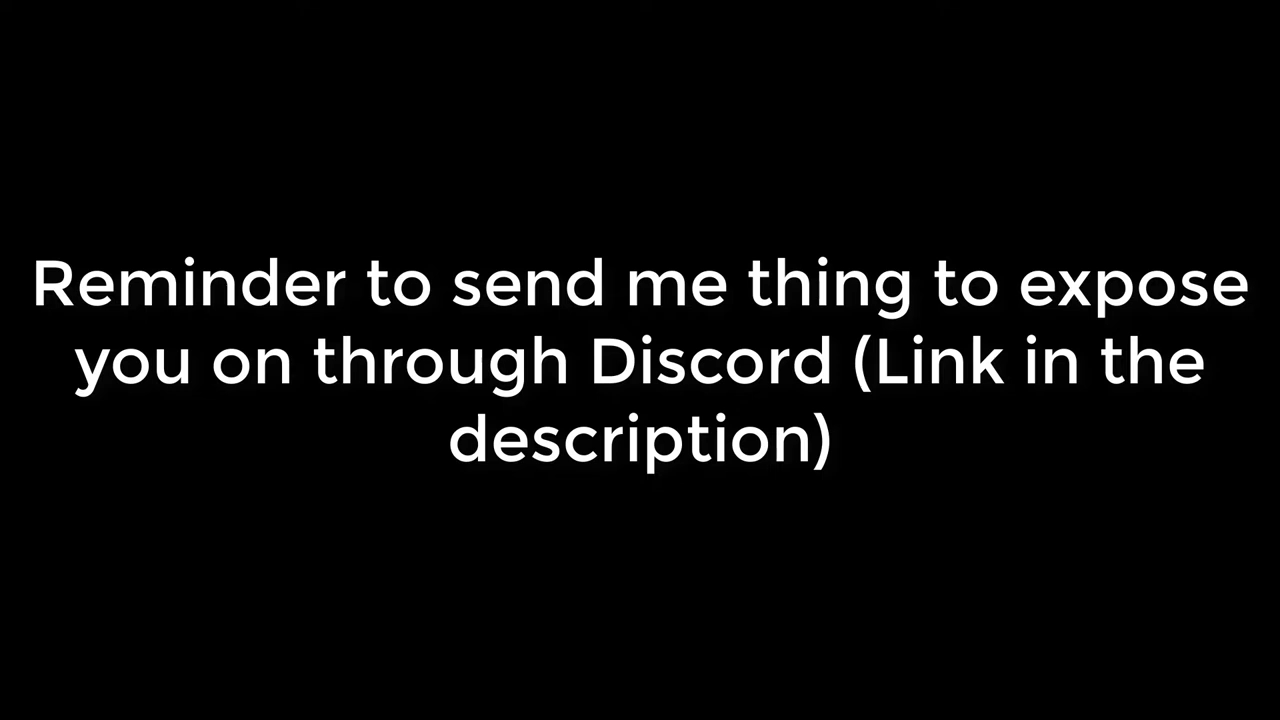 Reminder to send me thing to expose
you on through Discord (Link in the
description)